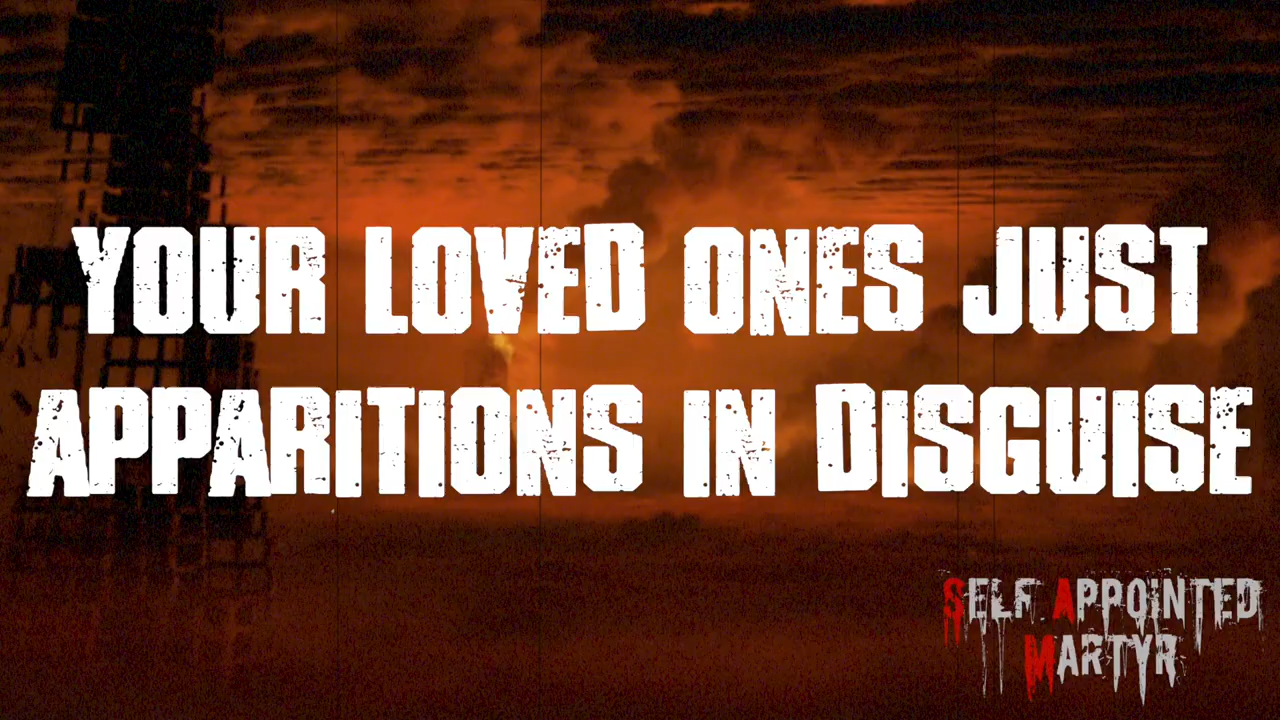 YOUR LOVED ONES JUST
APPARITIONS IN DISGUISE
SELF APPOINTED
MARTYR